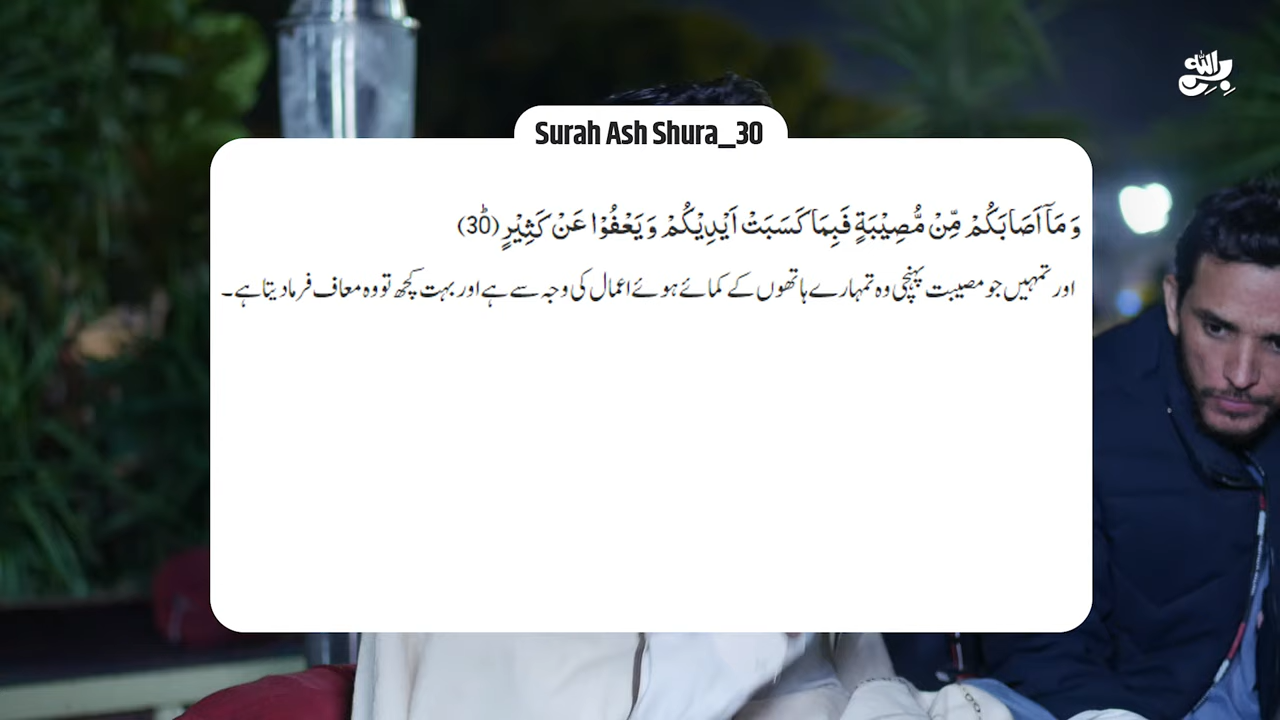 Surah Ash Shura_30
وَ مَاۤ اَصَابَكُمْ مِّنْ مُّصِیْبَةٍ فَبِمَا كَسَبَتْ اَیْدِیْكُمْ وَ یَعْفُوْا عَنْ كَثِیْرٍؕ(30)
اور تمہیں جو مصیبت پہنچی وہ تمہارے ہاتھوں کے کمائے ہوئے اعمال کی وجہ سے ہے اور بہت کچھ تو وہ معاف فرما دیتا ہے۔